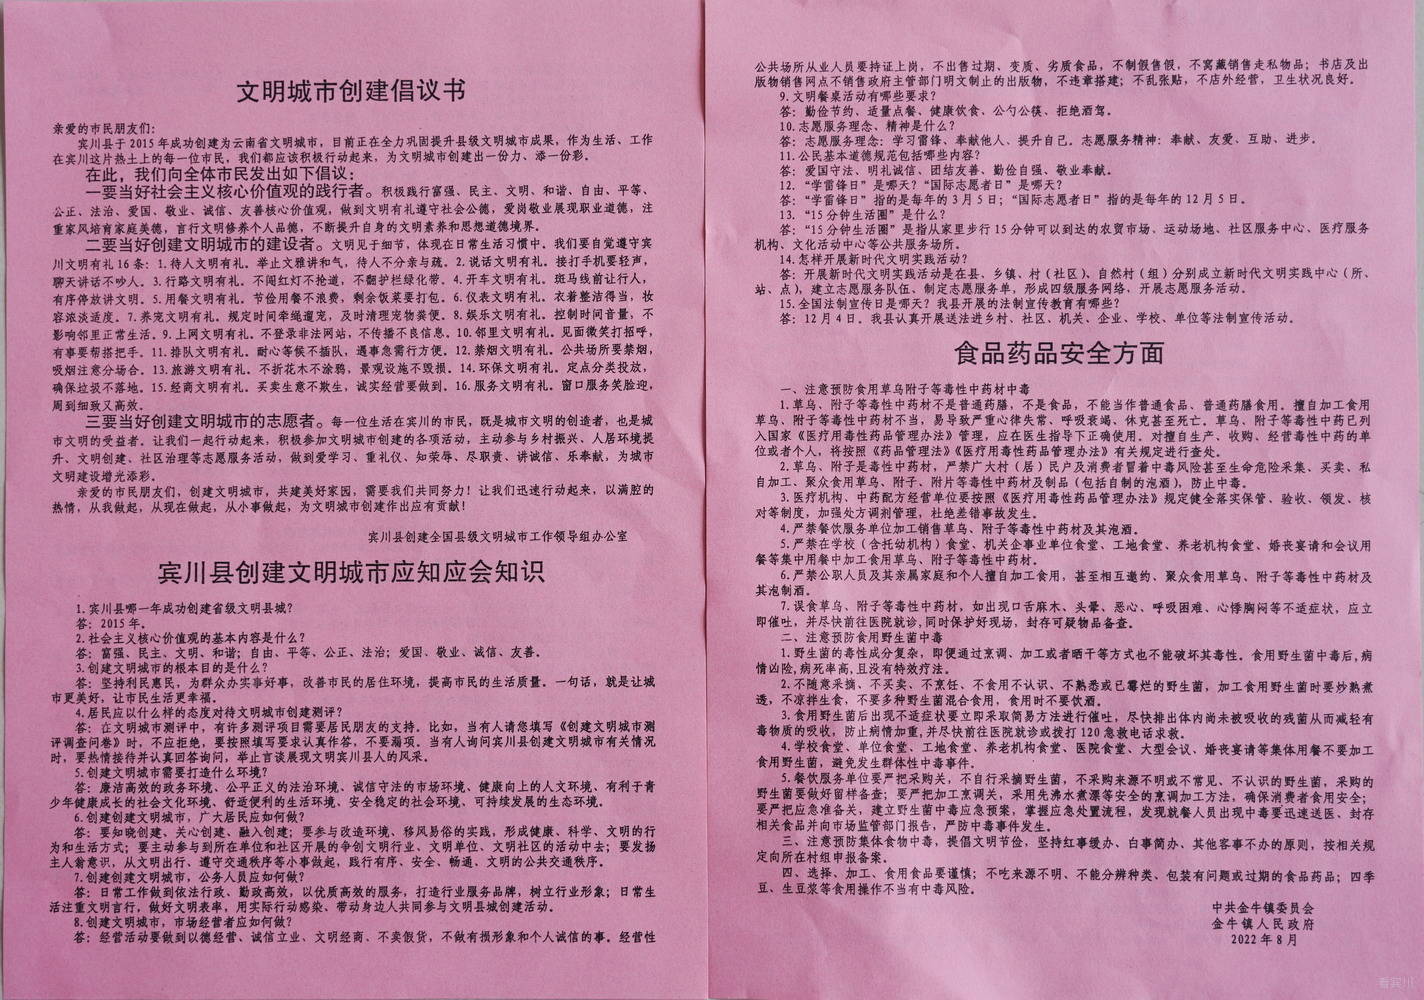 文明城市创建倡议书
亲爱的市民朋友们：
宾川县于 2015 年成功创建为云南省文明城市，目前正在全力巩固提升县级文明城市成果，作为生活、工作
在宾川这片热土上的每一位市民，我们都应该积极行动起来，为文明城市创建出一份力、添一份彩。
在此，我们向全体市民发出如下倡议：
一要当好社会主义核心价值观的践行者。积极践行富强、民主、文明、和谐、自由、平等、
公正、法治、爱国、敬业、诚信、友善核心价值观，做到文明有礼遵守社会公德，爱岗敬业展现职业道德，注
重家风培育家庭美德，言行文明修养个人品德，不断提升自身的文明素养和思想道德境界。
二要当好创建文明城市的建设者。文明见于细节，体现在日常生活习惯中。我们要自觉遵守宾
川文明有礼 16 条：1.待人文明有礼。举止文雅讲和气，待人不分亲与疏。2.说话文明有礼。接打手机要轻声，
聊天讲话不吵人。3.行路文明有礼。不闯红灯不抢道，不翻护栏绿化带。4.开车文明有礼。斑马线前让行人，
有序停放讲文明。5.用餐文明有礼。节俭用餐不浪费，剩余饭菜要打包。6.仪表文明有礼。衣着整洁得当，妆
容浓淡适度。7.养宠文明有礼。规定时间牵绳遛宠，及时清理宠物粪便。8.娱乐文明有礼。控制时间音量，不
影响邻里正常生活。9.上网文明有礼。不登录非法网站，不传播不良信息。10.邻里文明有礼。见面微笑打招呼，
有事要帮搭把手。11.排队文明有礼。耐心等侯不插队，遇事急需行方便。12.禁烟文明有礼。公共场所要禁烟，
吸烟注意分场合。13.旅游文明有礼。不折花木不涂鸦，景观设施不毁损。14.环保文明有礼。定点分类投放，
确保垃圾不落地。15.经商文明有礼。买卖生意不欺生，诚实经营要做到。16.服务文明有礼。窗口服务笑脸迎，
周到细致又高效。
三要当好创建文明城市的志愿者。每一位生活在宾川的市民，既是城市文明的创造者，也是城
市文明的受益者。让我们一起行动起来，积极参加文明城市创建的各项活动，主动参与乡村振兴、人居环境提
升、文明创建、社区治理等志愿服务活动，做到爱学习、重礼仪、知荣辱、尽职责、讲诚信、乐奉献，为城市
文明建设增光添彩。
亲爱的市民朋友们，创建文明城市，共建美好家园，需要我们共同努力！让我们迅速行动起来，以满腔的
热情，从我做起，从现在做起，从小事做起，为文明城市创建作出应有贡献！
宾川县创建全国县级文明城市工作领导组办公室
宾川县创建文明城市应知应会知识
1.宾川县哪一年成功创建省级文明县城？
答：2015 年。
2.社会主义核心价值观的基本内容是什么？
答：富强、民主、文明、和谐；自由、平等、公正、法治；爱国、敬业、诚信、友善。
3.创建文明城市的根本目的是什么？
答：坚持利民惠民，为群众办实事好事，改善市民的居住环境，提高市民的生活质量。一句话，就是让城
市更美好，让市民生活更幸福。
4.居民应以什么样的态度对待文明城市创建测评？
答：在文明城市测评中，有许多测评项目需要居民朋友的支持。比如，当有人请您填写《创建文明城市测
评调查问卷》时，不应拒绝，要按照填写要求认真作答，不要漏项。当有人询问宾川县创建文明城市有关情况
时，要热情接待并认真回答询问，举止言谈展现文明宾川县人的风采。
5.创建文明城市需要打造什么环境？
答：廉洁高效的政务环境、公平正义的法治环境、诚信守法的市场环境、健康向上的人文环境、有利于青
少年健康成长的社会文化环境、舒适便利的生活环境、安全稳定的社会环境、可持续发展的生态环境。
6.创建创建文明城市，广大居民应如何做？
答：要知晓创建、关心创建、融入创建；要参与改造环境、移风易俗的实践，形成健康、科学、文明的行
为和生活方式；要主动参与到所在单位和社区开展的争创文明行业、文明单位、文明社区的活动中去；要发扬
主人翁意识，从文明出行、遵守交通秩序等小事做起，践行有序、安全、畅通、文明的公共交通秩序。
7.创建创建文明城市，公务人员应如何做？
答：日常工作做到依法行政、勤政高效，以优质高效的服务，打造行业服务品牌，树立行业形象；日常生
活注重文明言行，做好文明表率，用实际行动感染、带动身边人共同参与文明县城创建活动。
8.创建文明城市，市场经营者应如何做？
答：经营活动要做到以德经营、诚信立业、文明经商、不卖假货，不做有损形象和个人诚信的事。经营性
公共场所从业人员要持证上岗，不出售过期、变质、劣质食品，不制假售假，不窝藏销售走私物品；书店及出
版物销售网点不销售政府主管部门明文制止的出版物，不违章搭建；不乱张贴，不店外经营，卫生状况良好。
9.文明餐桌活动有哪些要求？
答：勤俭节约、适量点餐、健康饮食、公勺公筷、拒绝酒驾。
10.志愿服务理念、精神是什么？
答：志愿服务理念：学习雷锋、奉献他人、提升自己。志愿服务精神：奉献、友爱、互助、进步。
11.公民基本道德规范包括哪些内容？
答：爱国守法、明礼诚信、团结友善、勤俭自强、敬业奉献。
12.“学雷锋日”是哪天？“国际志愿者日”是哪天？
答：“学雷锋日”指的是每年的 3 月 5 日；“国际志愿者日”指的是每年的 12 月 5 日。
13.“15 分钟生活圈”是什么？
答：“15 分钟生活圈”是指从家里步行 15 分钟可以到达的农贸市场、运动场地、社区服务中心、医疗服务
机构、文化活动中心等公共服务场所。
14.怎样开展新时代文明实践活动？
答：开展新时代文明实践活动是在县、乡镇、村（社区）、自然村（组）分别成立新时代文明实践中心（所、
站、点），建立志愿服务队伍、制定志愿服务单，形成四级服务网络，开展志愿服务活动。
15.全国法制宣传日是哪天？我县开展的法制宣传教育有哪些？
答：12 月 4 日。我县认真开展送法进乡村、社区、机关、企业、学校、单位等法制宣传活动。
食品药品安全方面
一、注意预防食用草乌附子等毒性中药材中毒
1.草乌、附子等毒性中药材不是普通药膳，不是食品，不能当作普通食品、普通药膳食用。擅自加工食用
草乌、附子等毒性中药材不当，易导致严重心律失常、呼吸衰竭、休克甚至死亡。草乌、附子等毒性中药已列
入国家《医疗用毒性药品管理办法》管理，应在医生指导下正确使用。对擅自生产、收购、经营毒性中药的单
位或者个人，将按照《药品管理法》《医疗用毒性药品管理办法》有关规定进行查处。
2.草乌、附子是毒性中药材，严禁广大村（居）民户及消费者冒着中毒风险甚至生命危险采集、买卖、私
自加工、聚众食用草乌、附子、附片等毒性中药材及制品（包括自制的泡酒），防止中毒。
3.医疗机构、中药配方经营单位要按照《医疗用毒性药品管理办法》规定健全落实保管、验收、领发、核
对等制度，加强处方调剂管理，杜绝差错事故发生。
4.严禁餐饮服务单位加工销售草乌、附子等毒性中药材及其泡酒。
5.严禁在学校（含托幼机构）食堂、机关企事业单位食堂、工地食堂、养老机构食堂、婚丧宴请和会议用
餐等集中用餐中加工食用草乌、附子等毒性中药材。
6.严禁公职人员及其亲属家庭和个人擅自加工食用，甚至相互邀约、聚众食用草乌、附子等毒性中药材及
其泡制酒。
7.误食草乌、附子等毒性中药材，如出现口舌麻木、头晕、恶心、呼吸困难、心悸胸闷等不适症状，应立
即催吐，并尽快前往医院就诊,同时保护好现场，封存可疑物品备查。
二、注意预防食用野生菌中毒
1.野生菌的毒性成分复杂，即便通过烹调、加工或者晒干等方式也不能破坏其毒性。食用野生菌中毒后,病
情凶险,病死率高,且没有特效疗法。
2.不随意采摘、不买卖、不烹饪、不食用不认识、不熟悉或已霉烂的野生菌，加工食用野生菌时要炒熟煮
透，不凉拌生食，不要多种野生菌混合食用，食用时不要饮酒。
3.食用野生菌后出现不适症状要立即采取简易方法进行催吐，尽快排出体内尚未被吸收的残菌从而减轻有
毒物质的吸收，防止病情加重,并尽快前往医院就诊或拨打 120 急救电话求救。
4.学校食堂、单位食堂、工地食堂、养老机构食堂、医院食堂、大型会议、婚丧宴请等集体用餐不要加工
食用野生菌，避免发生群体性中毒事件。
5.餐饮服务单位要严把采购关，不自行采摘野生菌，不采购来源不明或不常见、不认识的野生菌，采购的
野生菌要做好留样备查；要严把加工烹调关，采用先沸水煮漂等安全的烹调加工方法，确保消费者食用安全；
要严把应急准备关，建立野生菌中毒应急预案，掌握应急处置流程，发现就餐人员出现中毒要迅速送医、封存
相关食品并向市场监管部门报告，严防中毒事件发生。
三、注意预防集体食物中毒，提倡文明节俭，坚持红事缓办、白事简办、其他客事不办的原则，按相关规
定向所在村组申报备案。
四、选择、加工、食用食品要谨慎；不吃来源不明、不能分辨种类、包装有问题或过期的食品药品；四季
豆、生豆浆等食用操作不当有中毒风险。
中共金牛镇委员会
金牛镇人民政府
2022 年 8 月
看宾川